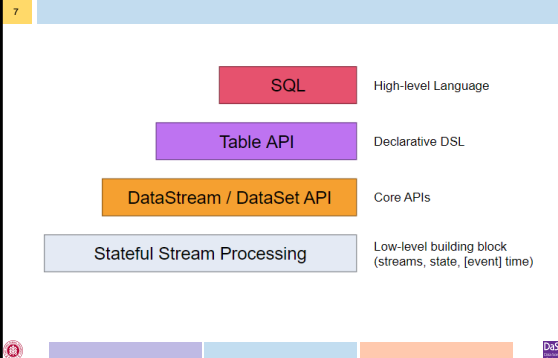 7
SQL
High-level Language
Table API
Declarative DSL
DataStream / DataSet API
Core APIs
Stateful Stream Processing
Low-level building block
(streams, state, [event] time)
DaS